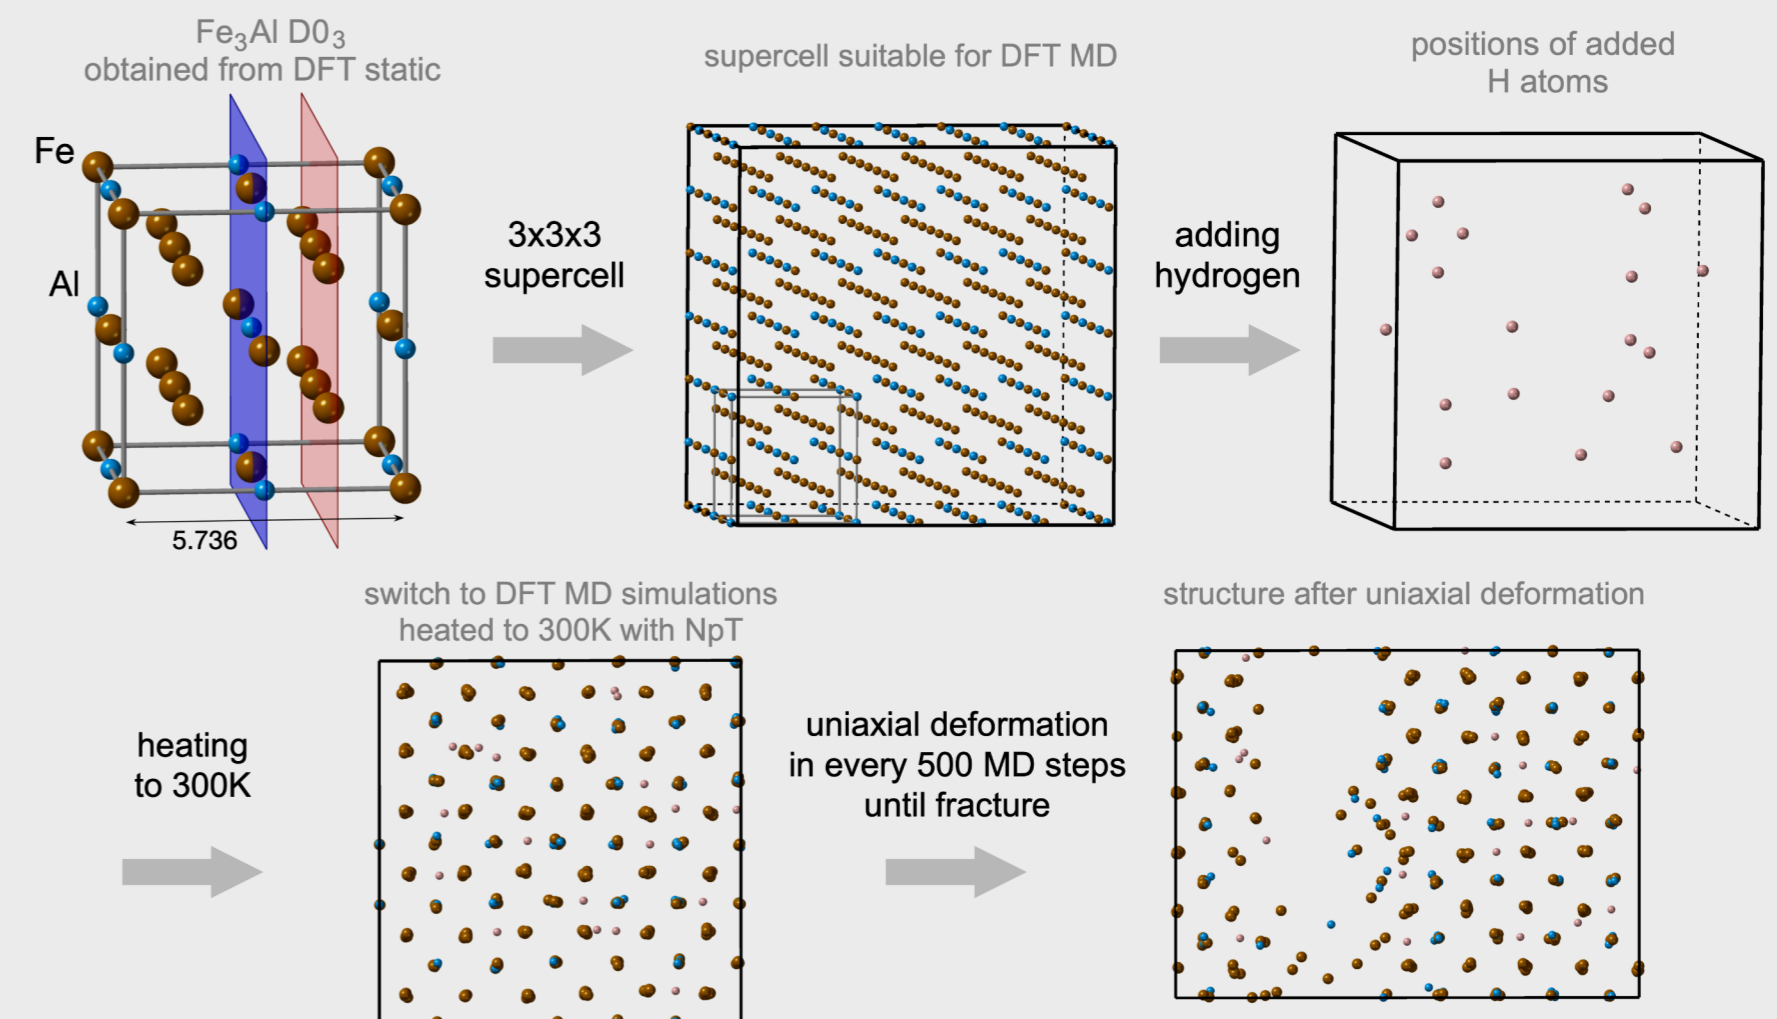 Fe3Al D03
obtained from DFT static
supercell suitable for DFT MD
positions of added
H atoms
Fe
Al
5.736
3x3x3
supercell
adding
hydrogen
switch to DFT MD simulations
heated to 300K with NpT
structure after uniaxial deformation
heating
to 300K
uniaxial deformation
in every 500 MD steps
until fracture